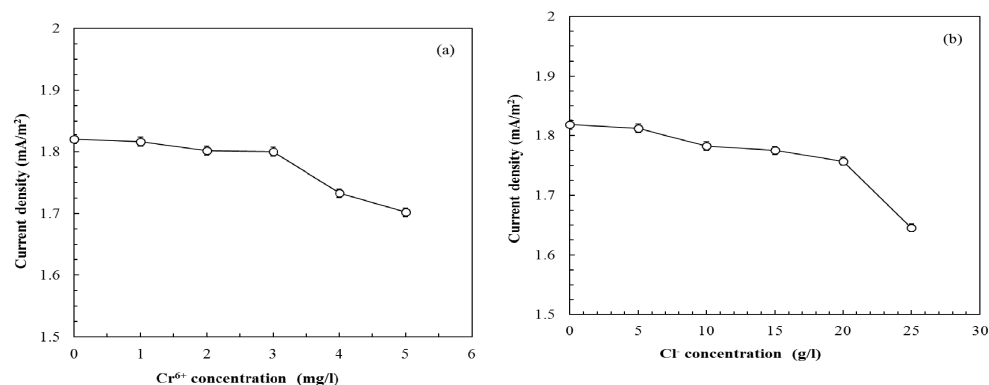 (a)
Current density (mA/m²)
2
1.9
1.8
1.7
1.6
1.5
0 1 2 3 4 5 6
Cr⁶⁺ concentration (mg/l)
(b)
Current density (mA/m²)
2
1.9
1.8
1.7
1.6
1.5
0 5 10 15 20 25 30
Cl⁻ concentration (g/l)